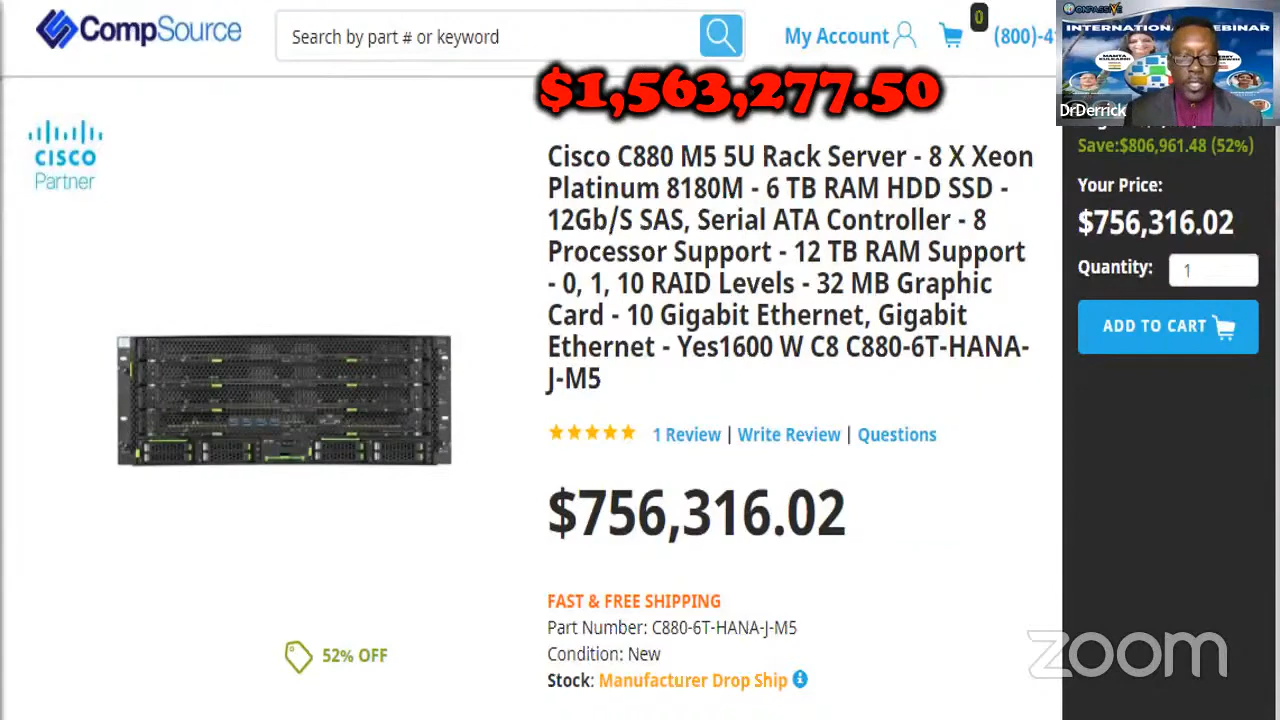 CompSource
Search by part # or keyword
My Account
0
(800)-41
$1,563,277.50
ONPASSIVE
INTERNATIONAL WEBINAR
DrDerrick
CISCO
Partner
Save:$806,961.48 (52%)
Your Price:
$756,316.02
Quantity: 1
ADD TO CART
Cisco C880 M5 5U Rack Server - 8 X Xeon
Platinum 8180M - 6 TB RAM HDD SSD -
12Gb/S SAS, Serial ATA Controller - 8
Processor Support - 12 TB RAM Support
- 0, 1, 10 RAID Levels - 32 MB Graphic
Card - 10 Gigabit Ethernet, Gigabit
Ethernet - Yes1600 W C8 C880-6T-HANA-
J-M5
1 Review | Write Review | Questions
$756,316.02
FAST & FREE SHIPPING
Part Number: C880-6T-HANA-J-M5
Condition: New
Stock: Manufacturer Drop Ship
52% OFF
zoom